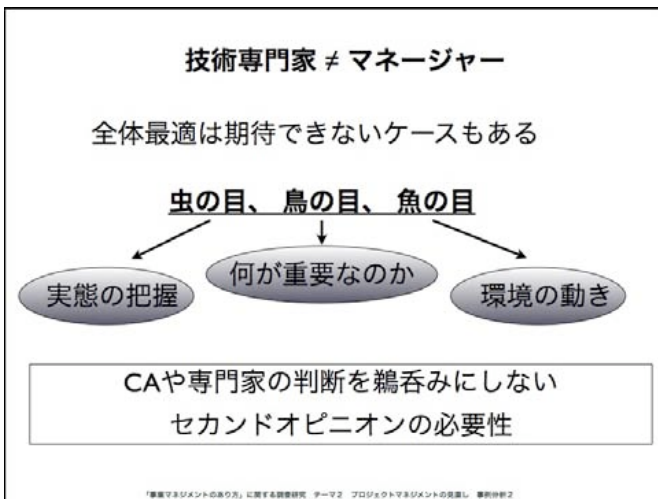 技術専門家 ≠ マネージャー
全体最適は期待できないケースもある
虫の目、 鳥の目、 魚の目
実態の把握
何が重要なのか
環境の動き
CAや専門家の判断を鵜呑みにしない
セカンドオピニオンの必要性
「事業マネジメントのあり方」に関する調査研究 テーマ2 プロジェクトマネジメントの見直し 事例分析2